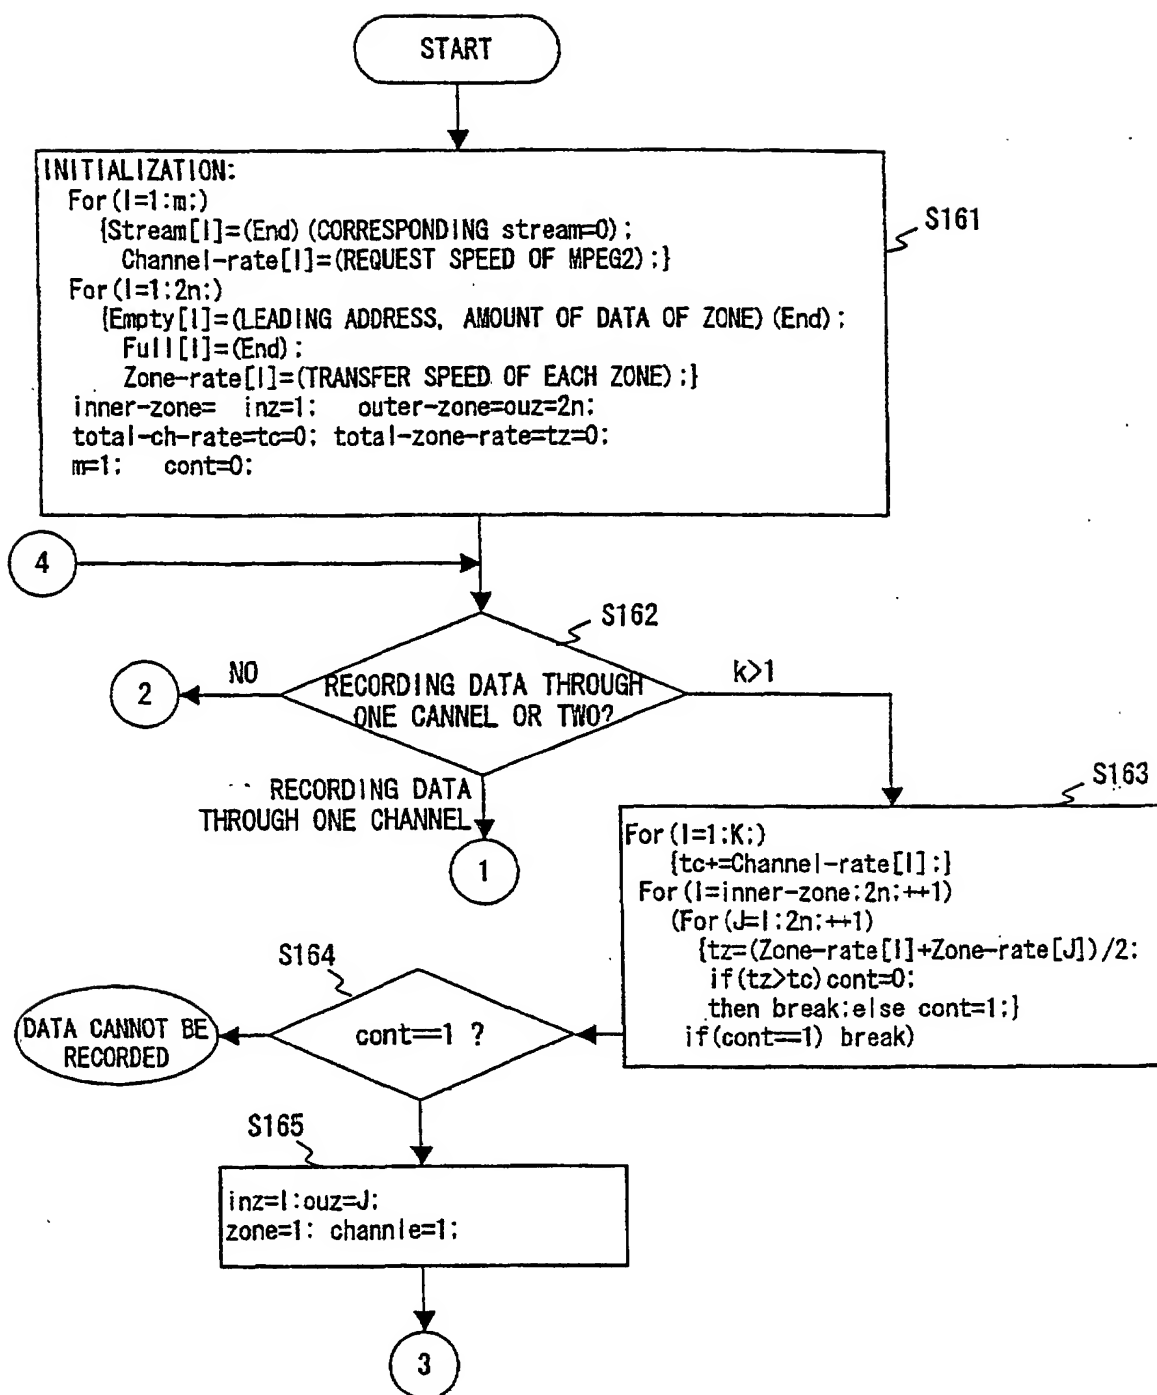 START
INITIALIZATION:
For(I=1:m;)
{Stream[I]=(End)(CORRESPONDING stream=0);
Channel-rate[I]=(REQUEST SPEED OF MPEG2);}
For(I=1:2n;)
{Empty[I]=(LEADING ADDRESS, AMOUNT OF DATA OF ZONE)(End);
Full[I]=(End);
Zone-rate[I]=(TRANSFER SPEED OF EACH ZONE);}
inner-zone= inz=1; outer-zone=ouz=2n;
total-ch-rate=tc=0; total-zone-rate=tz=0;
m=1; cont=0;
S161
4
S162
RECORDING DATA THROUGH
ONE CANNEL OR TWO?
NO
2
k>1
RECORDING DATA
THROUGH ONE CHANNEL
1
S163
For(I=1:K;)
{tc+=Channel-rate[I];}
For(I=inner-zone:2n;++1)
(For(J=I:2n;++1)
{tz=(Zone-rate[I]+Zone-rate[J])/2;
if(tz>tc)cont=0;
then break;else cont=1;}
if(cont==1) break)
S164
cont==1 ?
DATA CANNOT BE
RECORDED
S165
inz=I:ouz=J;
zone=1: channle=1;
3